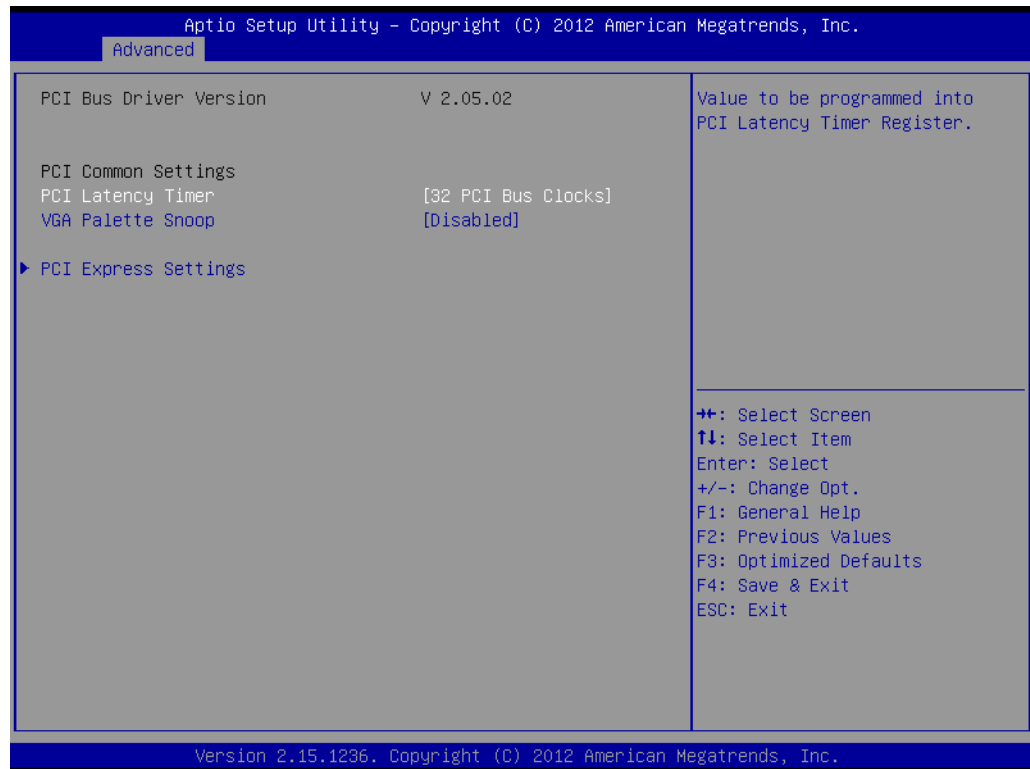 Aptio Setup Utility – Copyright (C) 2012 American Megatrends, Inc.
Advanced
PCI Bus Driver Version V 2.05.02
PCI Common Settings
PCI Latency Timer [32 PCI Bus Clocks]
VGA Palette Snoop [Disabled]
▶ PCI Express Settings
Value to be programmed into
PCI Latency Timer Register.
→←: Select Screen
↑↓: Select Item
Enter: Select
+/-: Change Opt.
F1: General Help
F2: Previous Values
F3: Optimized Defaults
F4: Save & Exit
ESC: Exit
Version 2.15.1236. Copyright (C) 2012 American Megatrends, Inc.